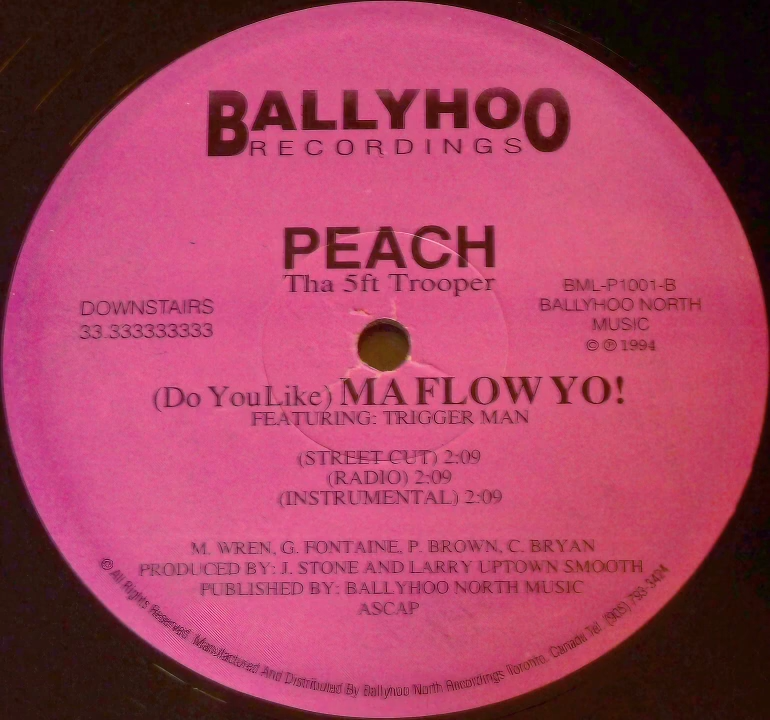 BALLYHOO
RECORDINGS
PEACH
Tha 5ft Trooper
DOWNSTAIRS
33.333333333
BML-P1001-B
BALLYHOO NORTH
MUSIC
© ℗ 1994
(Do You Like) MA FLOW YO!
FEATURING: TRIGGER MAN
(STREET CUT) 2:09
(RADIO) 2:09
(INSTRUMENTAL) 2:09
M. WREN, G. FONTAINE, P. BROWN, C. BRYAN
PRODUCED BY: J. STONE AND LARRY UPTOWN SMOOTH
PUBLISHED BY: BALLYHOO NORTH MUSIC
ASCAP
© All Rights Reserved. Manufactured And Distributed By Ballyhoo North Recordings Toronto, Canada Tel: (905) 793-3424